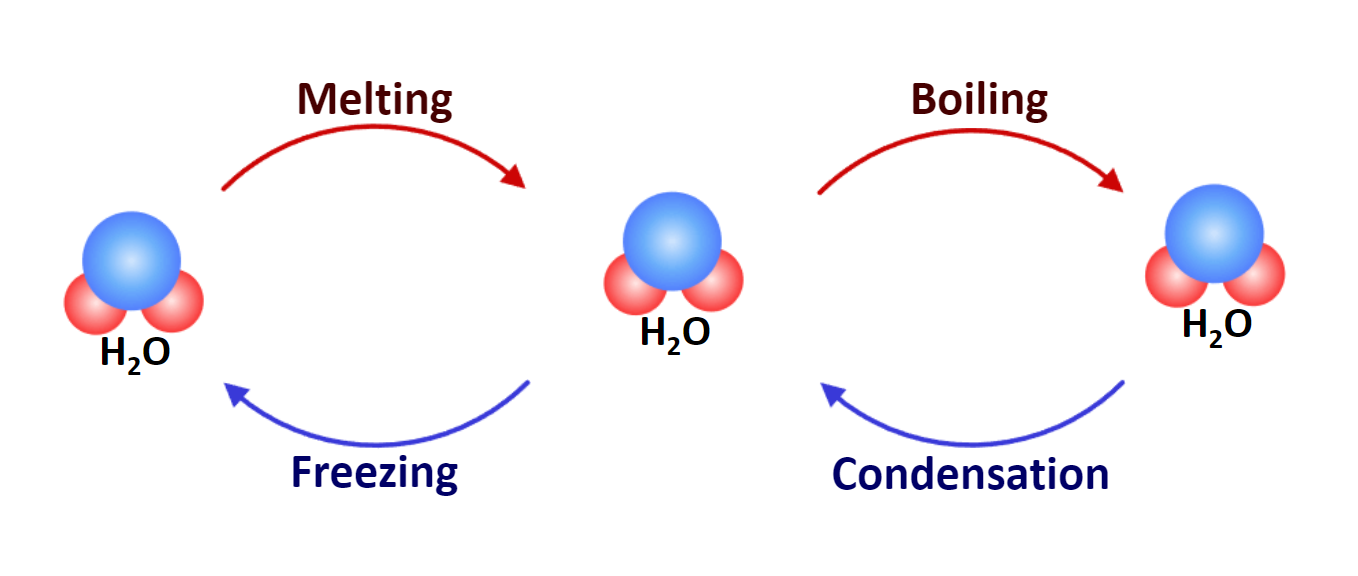 Melting
Boiling
H₂O
H₂O
H₂O
Freezing
Condensation